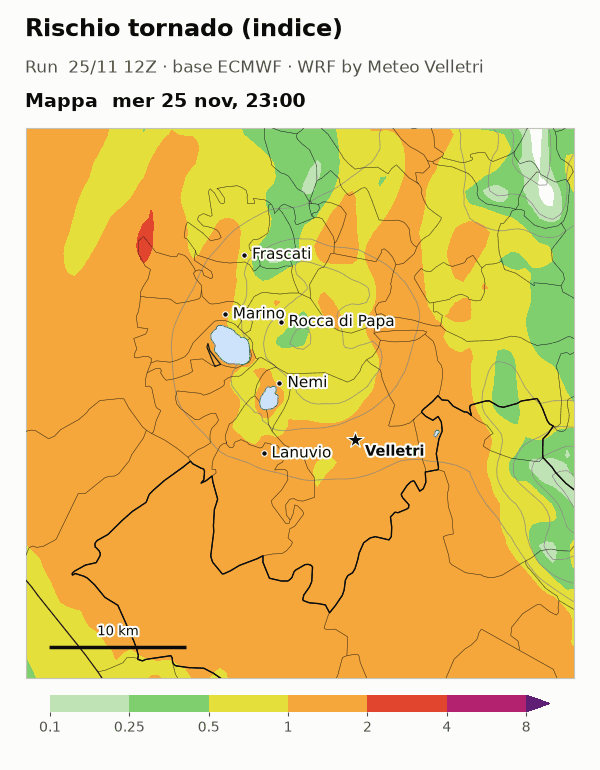 Rischio tornado (indice)
Run  25/11 12Z · base ECMWF · WRF by Meteo Velletri
Mappa  mer 25 nov, 23:00
Frascati
Marino
Rocca di Papa
Nemi
Velletri
Lanuvio
10 km
0.1 0.25 0.5 1 2 4 8